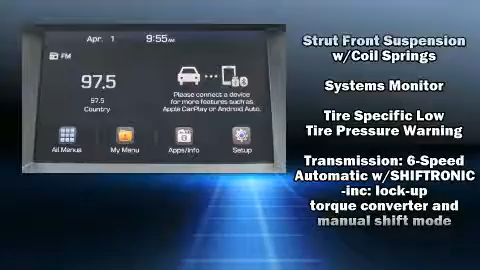 Apr. 1
9:55AM
FM
97.5
97.5
Country
Please connect a device
for more features such as
Apple CarPlay or Android Auto.
All Menus
My Menu
Apps/Info
Setup
Strut Front Suspension
w/Coil Springs
Systems Monitor
Tire Specific Low
Tire Pressure Warning
Transmission: 6-Speed
Automatic w/SHIFTRONIC
-inc: lock-up
torque converter and
manual shift mode